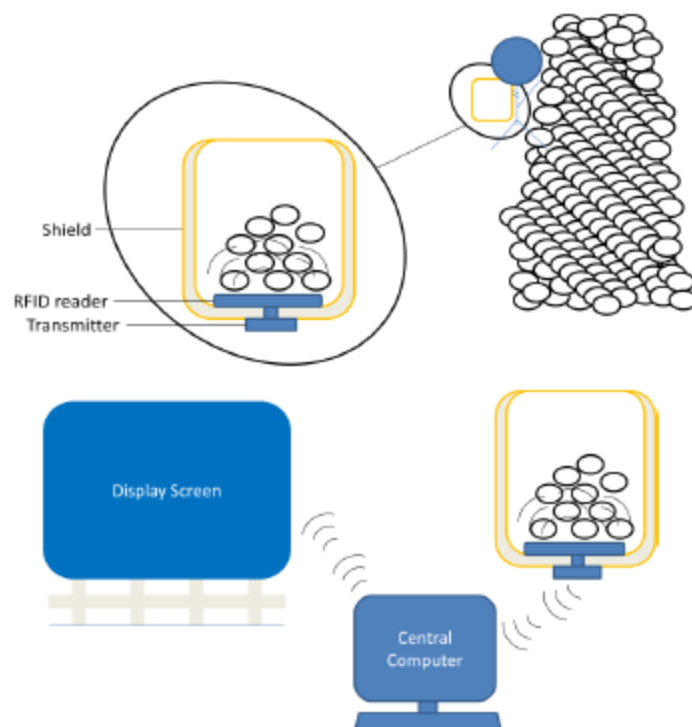 Shield
RFID reader
Transmitter
Display Screen
Central
Computer